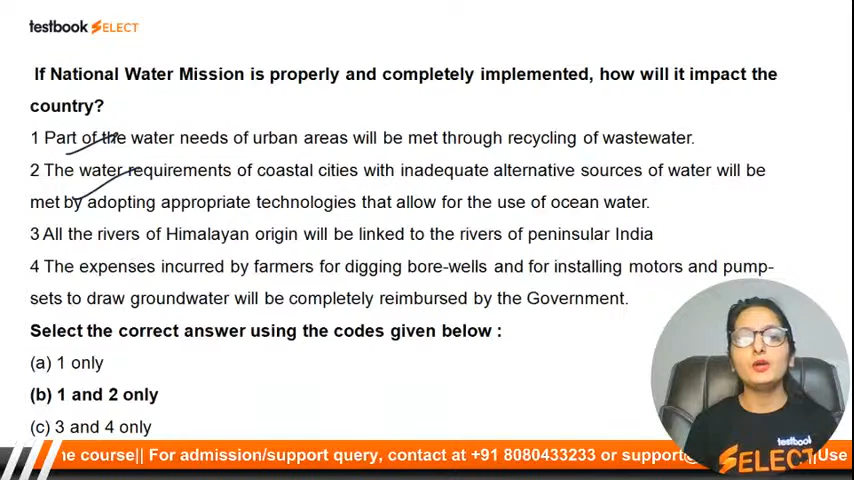 testbook SELECT
If National Water Mission is properly and completely implemented, how will it impact the
country?
1 Part of the water needs of urban areas will be met through recycling of wastewater.
2 The water requirements of coastal cities with inadequate alternative sources of water will be
met by adopting appropriate technologies that allow for the use of ocean water.
3 All the rivers of Himalayan origin will be linked to the rivers of peninsular India
4 The expenses incurred by farmers for digging bore-wells and for installing motors and pump-
sets to draw groundwater will be completely reimbursed by the Government.
Select the correct answer using the codes given below :
(a) 1 only
(b) 1 and 2 only
(c) 3 and 4 only
testbook
SELECT
course|| For admission/support query, contact at +91 8080433233 or support@ ||Use